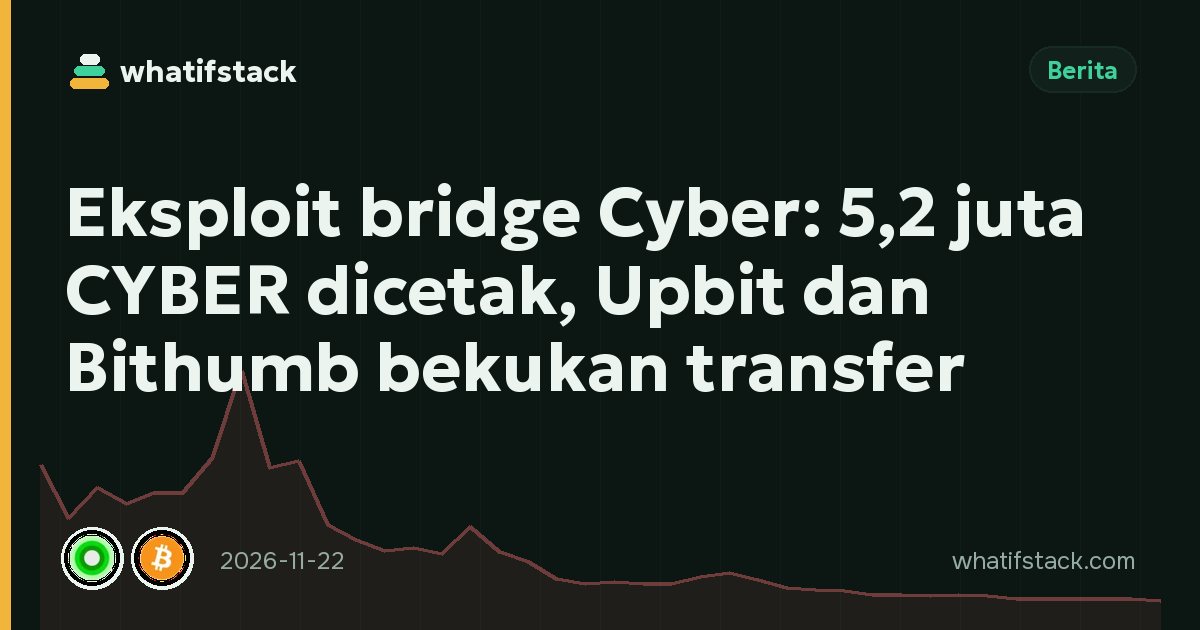 whatifstack
Berita
Eksploit bridge Cyber: 5,2 juta
CYBER dicetak, Upbit dan
Bithumb bekukan transfer
2026-11-22
whatifstack.com